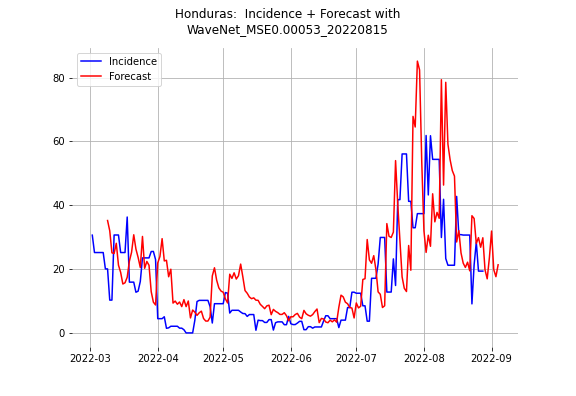 Honduras:  Incidence + Forecast with
WaveNet_MSE0.00053_20220815
Incidence
Forecast
80
60
40
20
0
2022-03 2022-04 2022-05 2022-06 2022-07 2022-08 2022-09